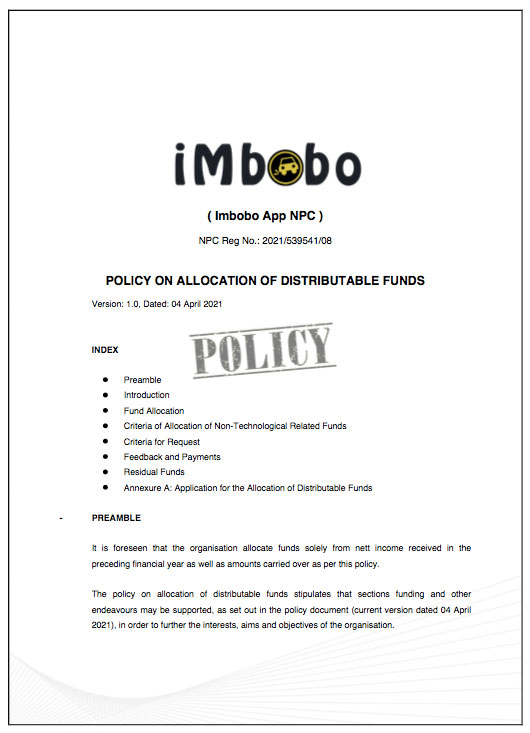 iMbobo
( Imbobo App NPC )
NPC Reg No.: 2021/539541/08
POLICY ON ALLOCATION OF DISTRIBUTABLE FUNDS
Version: 1.0, Dated: 04 April 2021
POLICY
INDEX
● Preamble
● Introduction
● Fund Allocation
● Criteria of Allocation of Non-Technological Related Funds
● Criteria for Request
● Feedback and Payments
● Residual Funds
● Annexure A: Application for the Allocation of Distributable Funds
- PREAMBLE
It is foreseen that the organisation allocate funds solely from nett income received in the
preceding financial year as well as amounts carried over as per this policy.
The policy on allocation of distributable funds stipulates that sections funding and other
endeavours may be supported, as set out in the policy document (current version dated 04 April
2021), in order to further the interests, aims and objectives of the organisation.